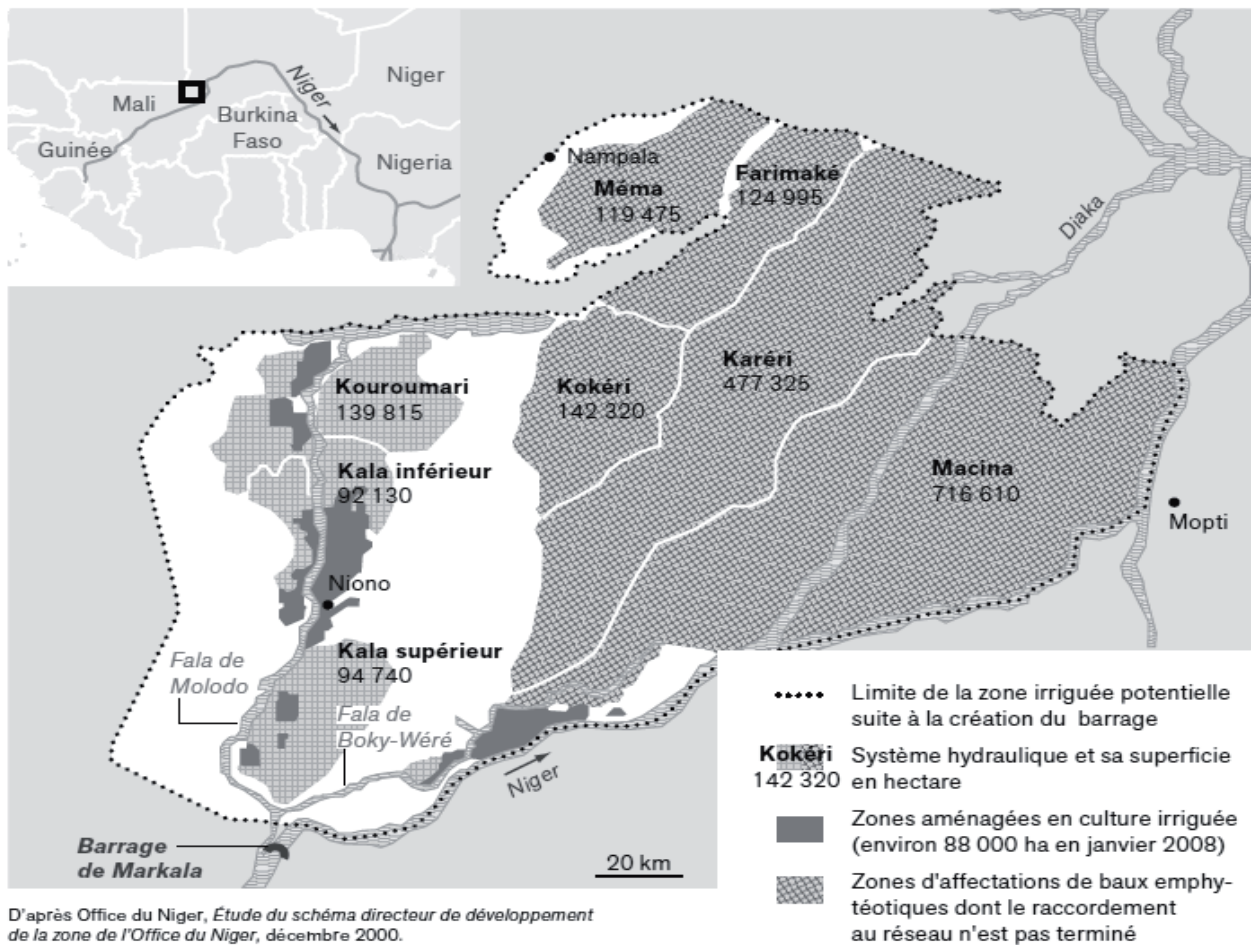 Niger
Niger
Mali
Burkina
Faso
Guinée
Nigeria
Nampala
Méma
119 475
Farimaké
124 995
Diaka
Kouroumari
139 815
Kokéri
142 320
Karéri
477 325
Kala inférieur
92 130
Macina
716 610
Mopti
Niono
Kala supérieur
94 740
Fala de
Molodo
Fala de
Boky-Wéré
Niger
Barrage
de Markala
20 km
Limite de la zone irriguée potentielle
suite à la création du barrage
Kokéri
142 320
Système hydraulique et sa superficie
en hectare
Zones aménagées en culture irriguée
(environ 88 000 ha en janvier 2008)
Zones d'affectations de baux emphy-
téotiques dont le raccordement
au réseau n'est pas terminé
D'après Office du Niger, Étude du schéma directeur de développement
de la zone de l'Office du Niger, décembre 2000.